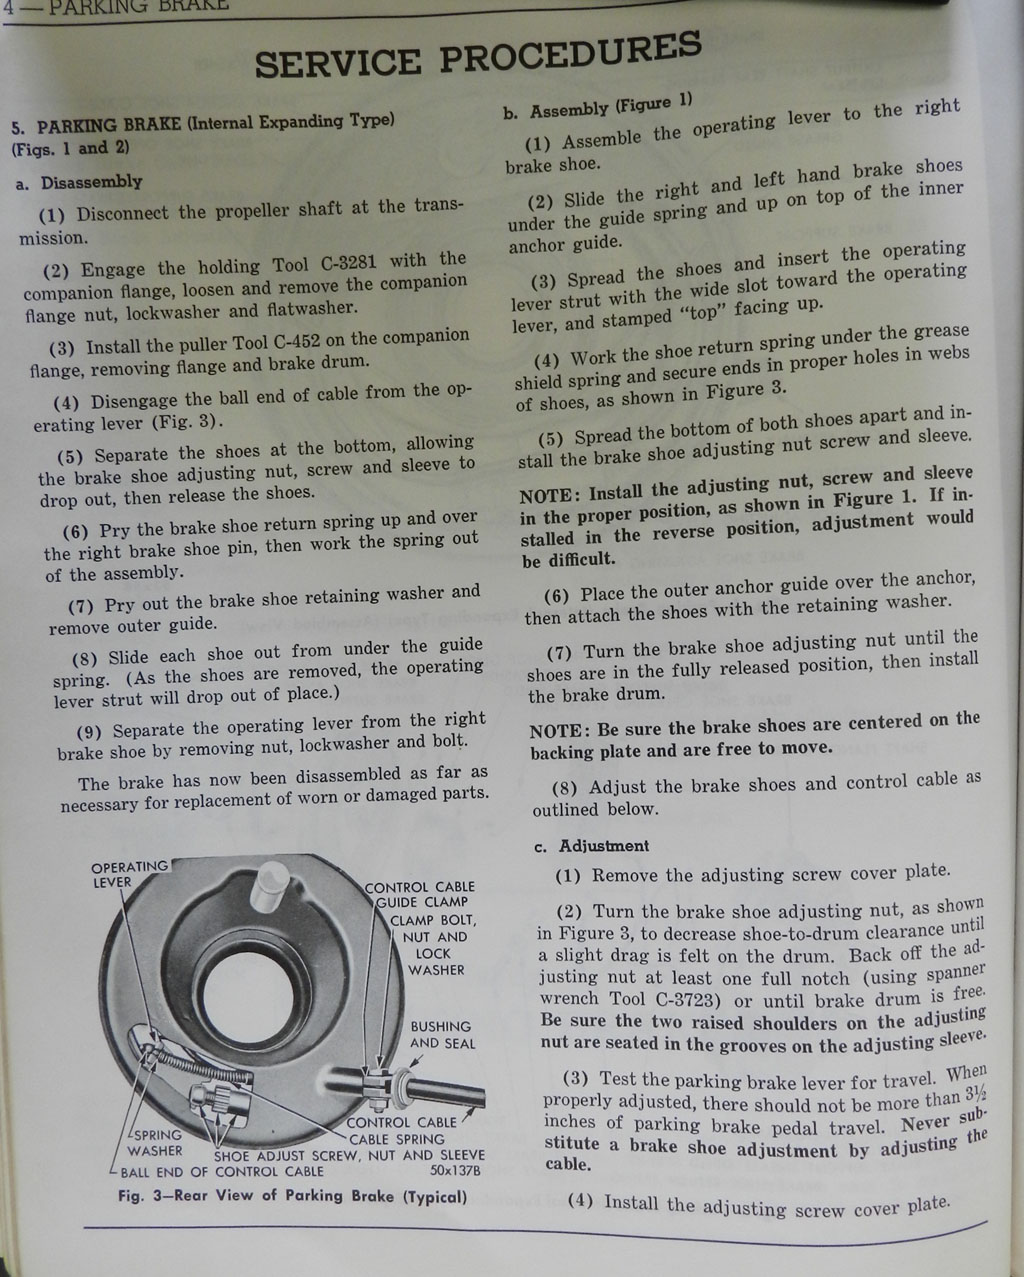 4 — PARKING BRAKE
SERVICE PROCEDURES
5. PARKING BRAKE (Internal Expanding Type)
(Figs. 1 and 2)
a. Disassembly
(1) Disconnect the propeller shaft at the trans-
mission.
(2) Engage the holding Tool C-3281 with the
companion flange, loosen and remove the companion
flange nut, lockwasher and flatwasher.
(3) Install the puller Tool C-452 on the companion
flange, removing flange and brake drum.
(4) Disengage the ball end of cable from the op-
erating lever (Fig. 3).
(5) Separate the shoes at the bottom, allowing
the brake shoe adjusting nut, screw and sleeve to
drop out, then release the shoes.
(6) Pry the brake shoe return spring up and over
the right brake shoe pin, then work the spring out
of the assembly.
(7) Pry out the brake shoe retaining washer and
remove outer guide.
(8) Slide each shoe out from under the guide
spring. (As the shoes are removed, the operating
lever strut will drop out of place.)
(9) Separate the operating lever from the right
brake shoe by removing nut, lockwasher and bolt.
The brake has now been disassembled as far as
necessary for replacement of worn or damaged parts.
OPERATING
LEVER
CONTROL CABLE
GUIDE CLAMP
CLAMP BOLT,
NUT AND
LOCK
WASHER
BUSHING
AND SEAL
CONTROL CABLE
CABLE SPRING
SPRING
WASHER
SHOE ADJUST SCREW, NUT AND SLEEVE
BALL END OF CONTROL CABLE
50x137B
Fig. 3—Rear View of Parking Brake (Typical)
b. Assembly (Figure 1)
(1) Assemble the operating lever to the right
brake shoe.
(2) Slide the right and left hand brake shoes
under the guide spring and up on top of the inner
anchor guide.
(3) Spread the shoes and insert the operating
lever strut with the wide slot toward the operating
lever, and stamped "top" facing up.
(4) Work the shoe return spring under the grease
shield spring and secure ends in proper holes in webs
of shoes, as shown in Figure 3.
(5) Spread the bottom of both shoes apart and in-
stall the brake shoe adjusting nut screw and sleeve.
NOTE: Install the adjusting nut, screw and sleeve
in the proper position, as shown in Figure 1. If in-
stalled in the reverse position, adjustment would
be difficult.
(6) Place the outer anchor guide over the anchor,
then attach the shoes with the retaining washer.
(7) Turn the brake shoe adjusting nut until the
shoes are in the fully released position, then install
the brake drum.
NOTE: Be sure the brake shoes are centered on the
backing plate and are free to move.
(8) Adjust the brake shoes and control cable as
outlined below.
c. Adjustment
(1) Remove the adjusting screw cover plate.
(2) Turn the brake shoe adjusting nut, as shown
in Figure 3, to decrease shoe-to-drum clearance until
a slight drag is felt on the drum. Back off the ad-
justing nut at least one full notch (using spanner
wrench Tool C-3723) or until brake drum is free.
Be sure the two raised shoulders on the adjusting
nut are seated in the grooves on the adjusting sleeve.
(3) Test the parking brake lever for travel. When
properly adjusted, there should not be more than 3½
inches of parking brake pedal travel. Never sub-
stitute a brake shoe adjustment by adjusting the
cable.
(4) Install the adjusting screw cover plate.